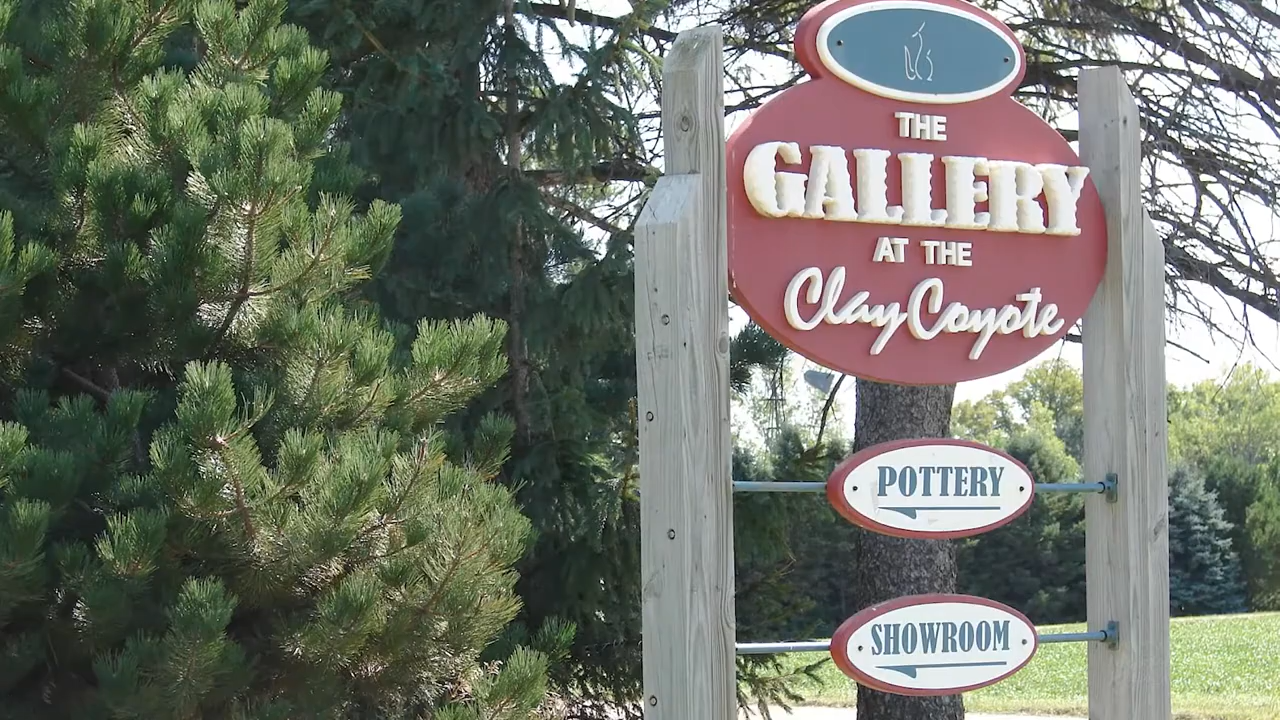 THE
GALLERY
AT THE
Clay Coyote
POTTERY
SHOWROOM